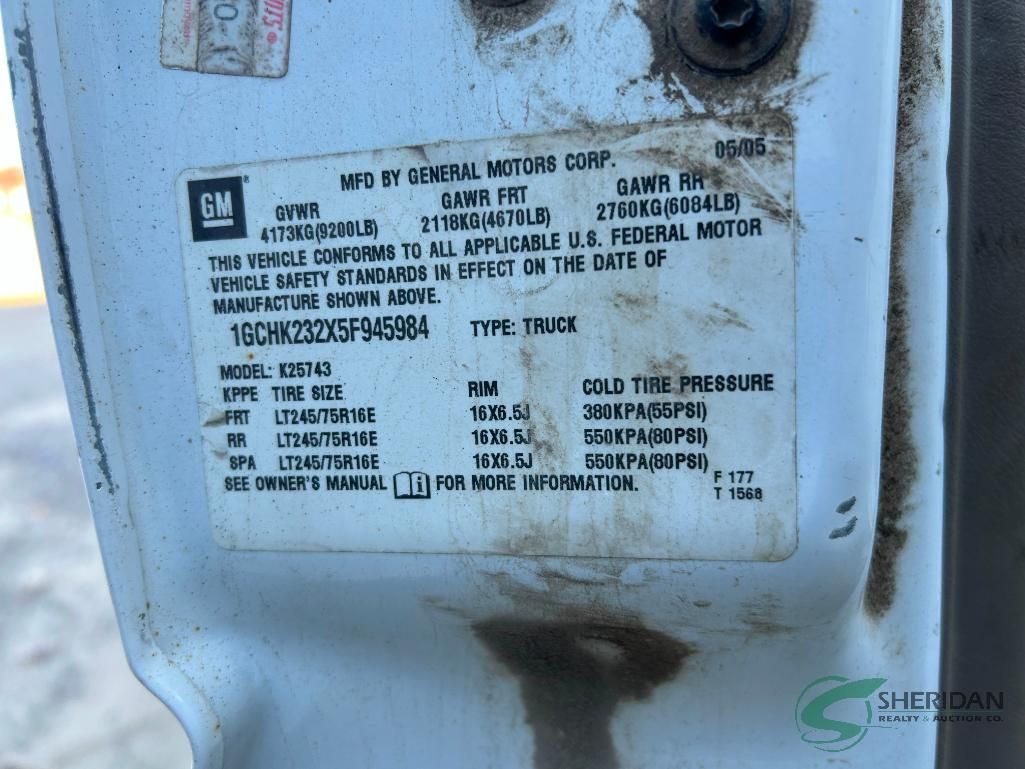 05/05
GM
MFD BY GENERAL MOTORS CORP.
GVWR GAWR FRT GAWR RR
4173KG(9200LB) 2118KG(4670LB) 2760KG(6084LB)
THIS VEHICLE CONFORMS TO ALL APPLICABLE U.S. FEDERAL MOTOR
VEHICLE SAFETY STANDARDS IN EFFECT ON THE DATE OF
MANUFACTURE SHOWN ABOVE.
1GCHK232X5F945984 TYPE: TRUCK
MODEL: K25743
KPPE TIRE SIZE RIM COLD TIRE PRESSURE
FRT LT245/75R16E 16X6.5J 380KPA(55PSI)
RR LT245/75R16E 16X6.5J 550KPA(80PSI)
SPA LT245/75R16E 16X6.5J 550KPA(80PSI)
SEE OWNER'S MANUAL FOR MORE INFORMATION.
F 177
T 1568
SHERIDAN
REALTY & AUCTION CO.